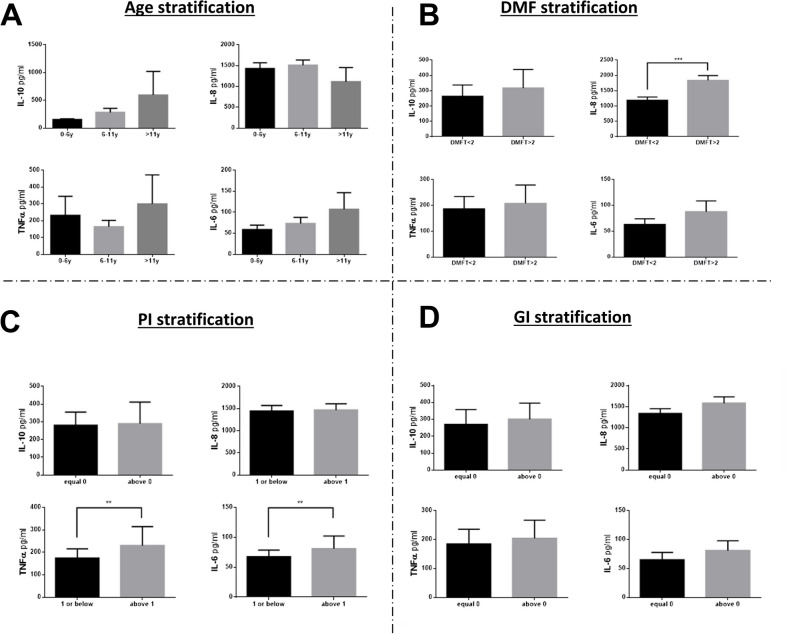 A
Age stratification
IL-10 pg/ml
1500
1000
500
0
0-6y 6-11y >11y
IL-8 pg/ml
2000
1500
1000
500
0
0-6y 6-11y >11y
TNFα pg/ml
500
400
300
200
100
0
0-6y 6-11y >11y
IL-6 pg/ml
200
150
100
50
0
0-6y 6-11y >11y
B
DMF stratification
IL-10 pg/ml
500
400
300
200
100
0
DMFT<2 DMFT>2
IL-8 pg/ml
2500
2000
1500
1000
500
0
***
DMFT<2 DMFT>2
TNFα pg/ml
400
300
200
100
0
DMFT<2 DMFT>2
IL-6 pg/ml
150
100
50
0
DMFT<2 DMFT>2
C
PI stratification
IL-10 pg/ml
500
400
300
200
100
0
equal 0 above 0
IL-8 pg/ml
2000
1500
1000
500
0
1 or below above 1
TNFα pg/ml
400
300
200
100
0
**
1 or below above 1
IL-6 pg/ml
150
100
50
0
**
1 or below above 1
D
GI stratification
IL-10 pg/ml
500
400
300
200
100
0
equal 0 above 0
IL-8 pg/ml
2000
1500
1000
500
0
equal 0 above 0
TNFα pg/ml
400
300
200
100
0
equal 0 above 0
IL-6 pg/ml
150
100
50
0
equal 0 above 0